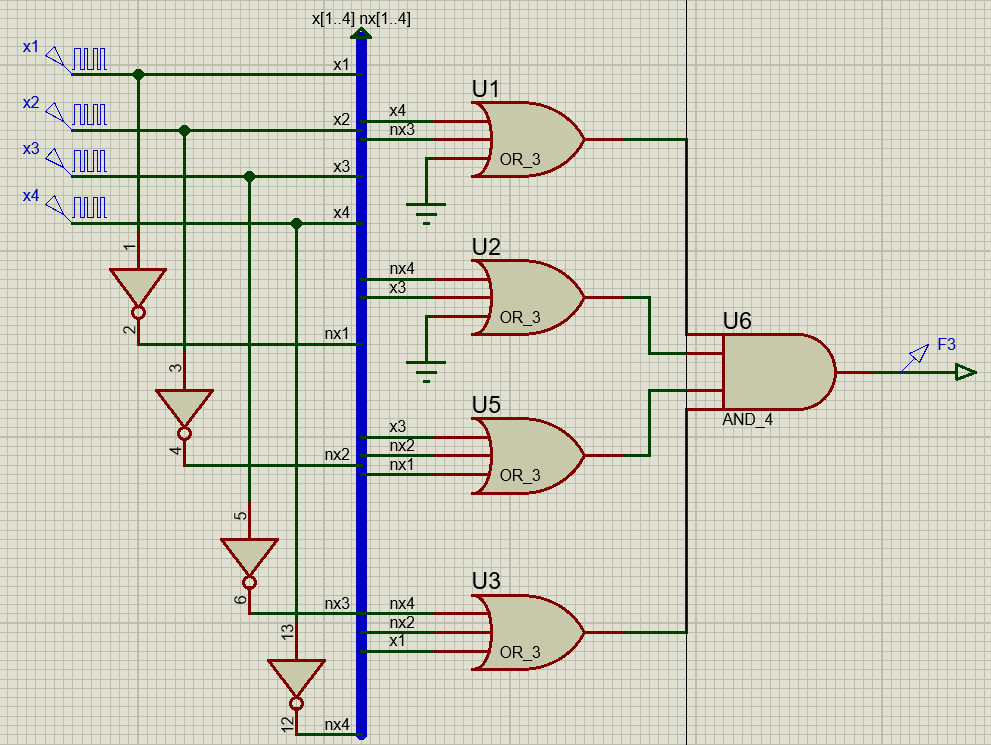 x[1..4] nx[1..4]
x1
x1
x2
x2
x3
x3
x4
x4
U1
x4
nx3
OR_3
1
2
nx1
U2
nx4
x3
OR_3
3
4
nx2
U6
F3
AND_4
U5
x3
nx2
nx1
OR_3
5
6
nx3
U3
nx4
nx2
x1
OR_3
13
12
nx4